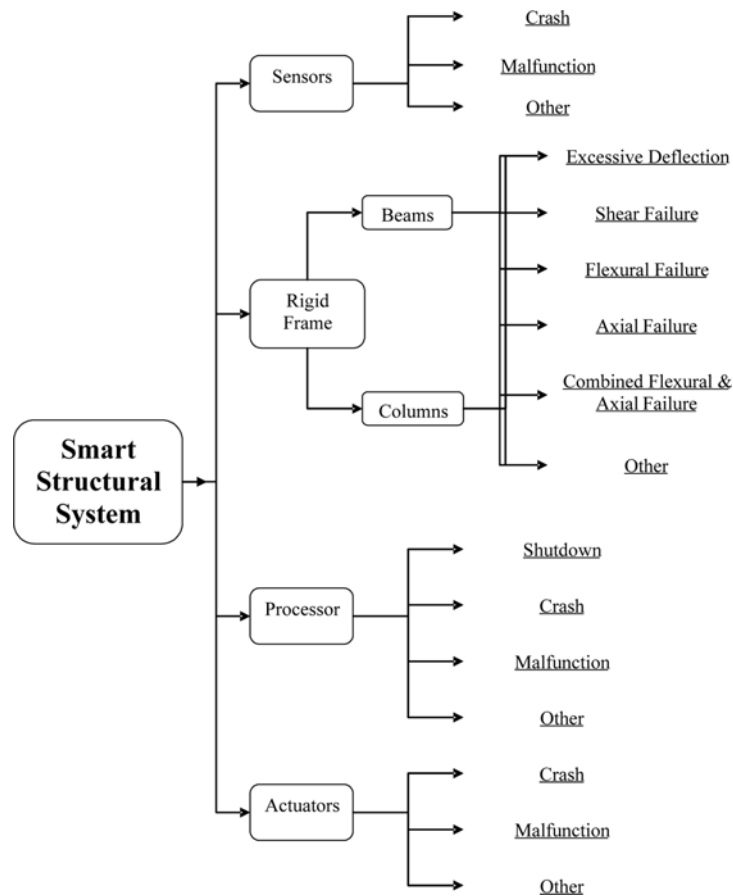 Smart
Structural
System
Sensors
Crash
Malfunction
Other
Rigid
Frame
Beams
Columns
Excessive Deflection
Shear Failure
Flexural Failure
Axial Failure
Combined Flexural &
Axial Failure
Other
Processor
Shutdown
Crash
Malfunction
Other
Actuators
Crash
Malfunction
Other